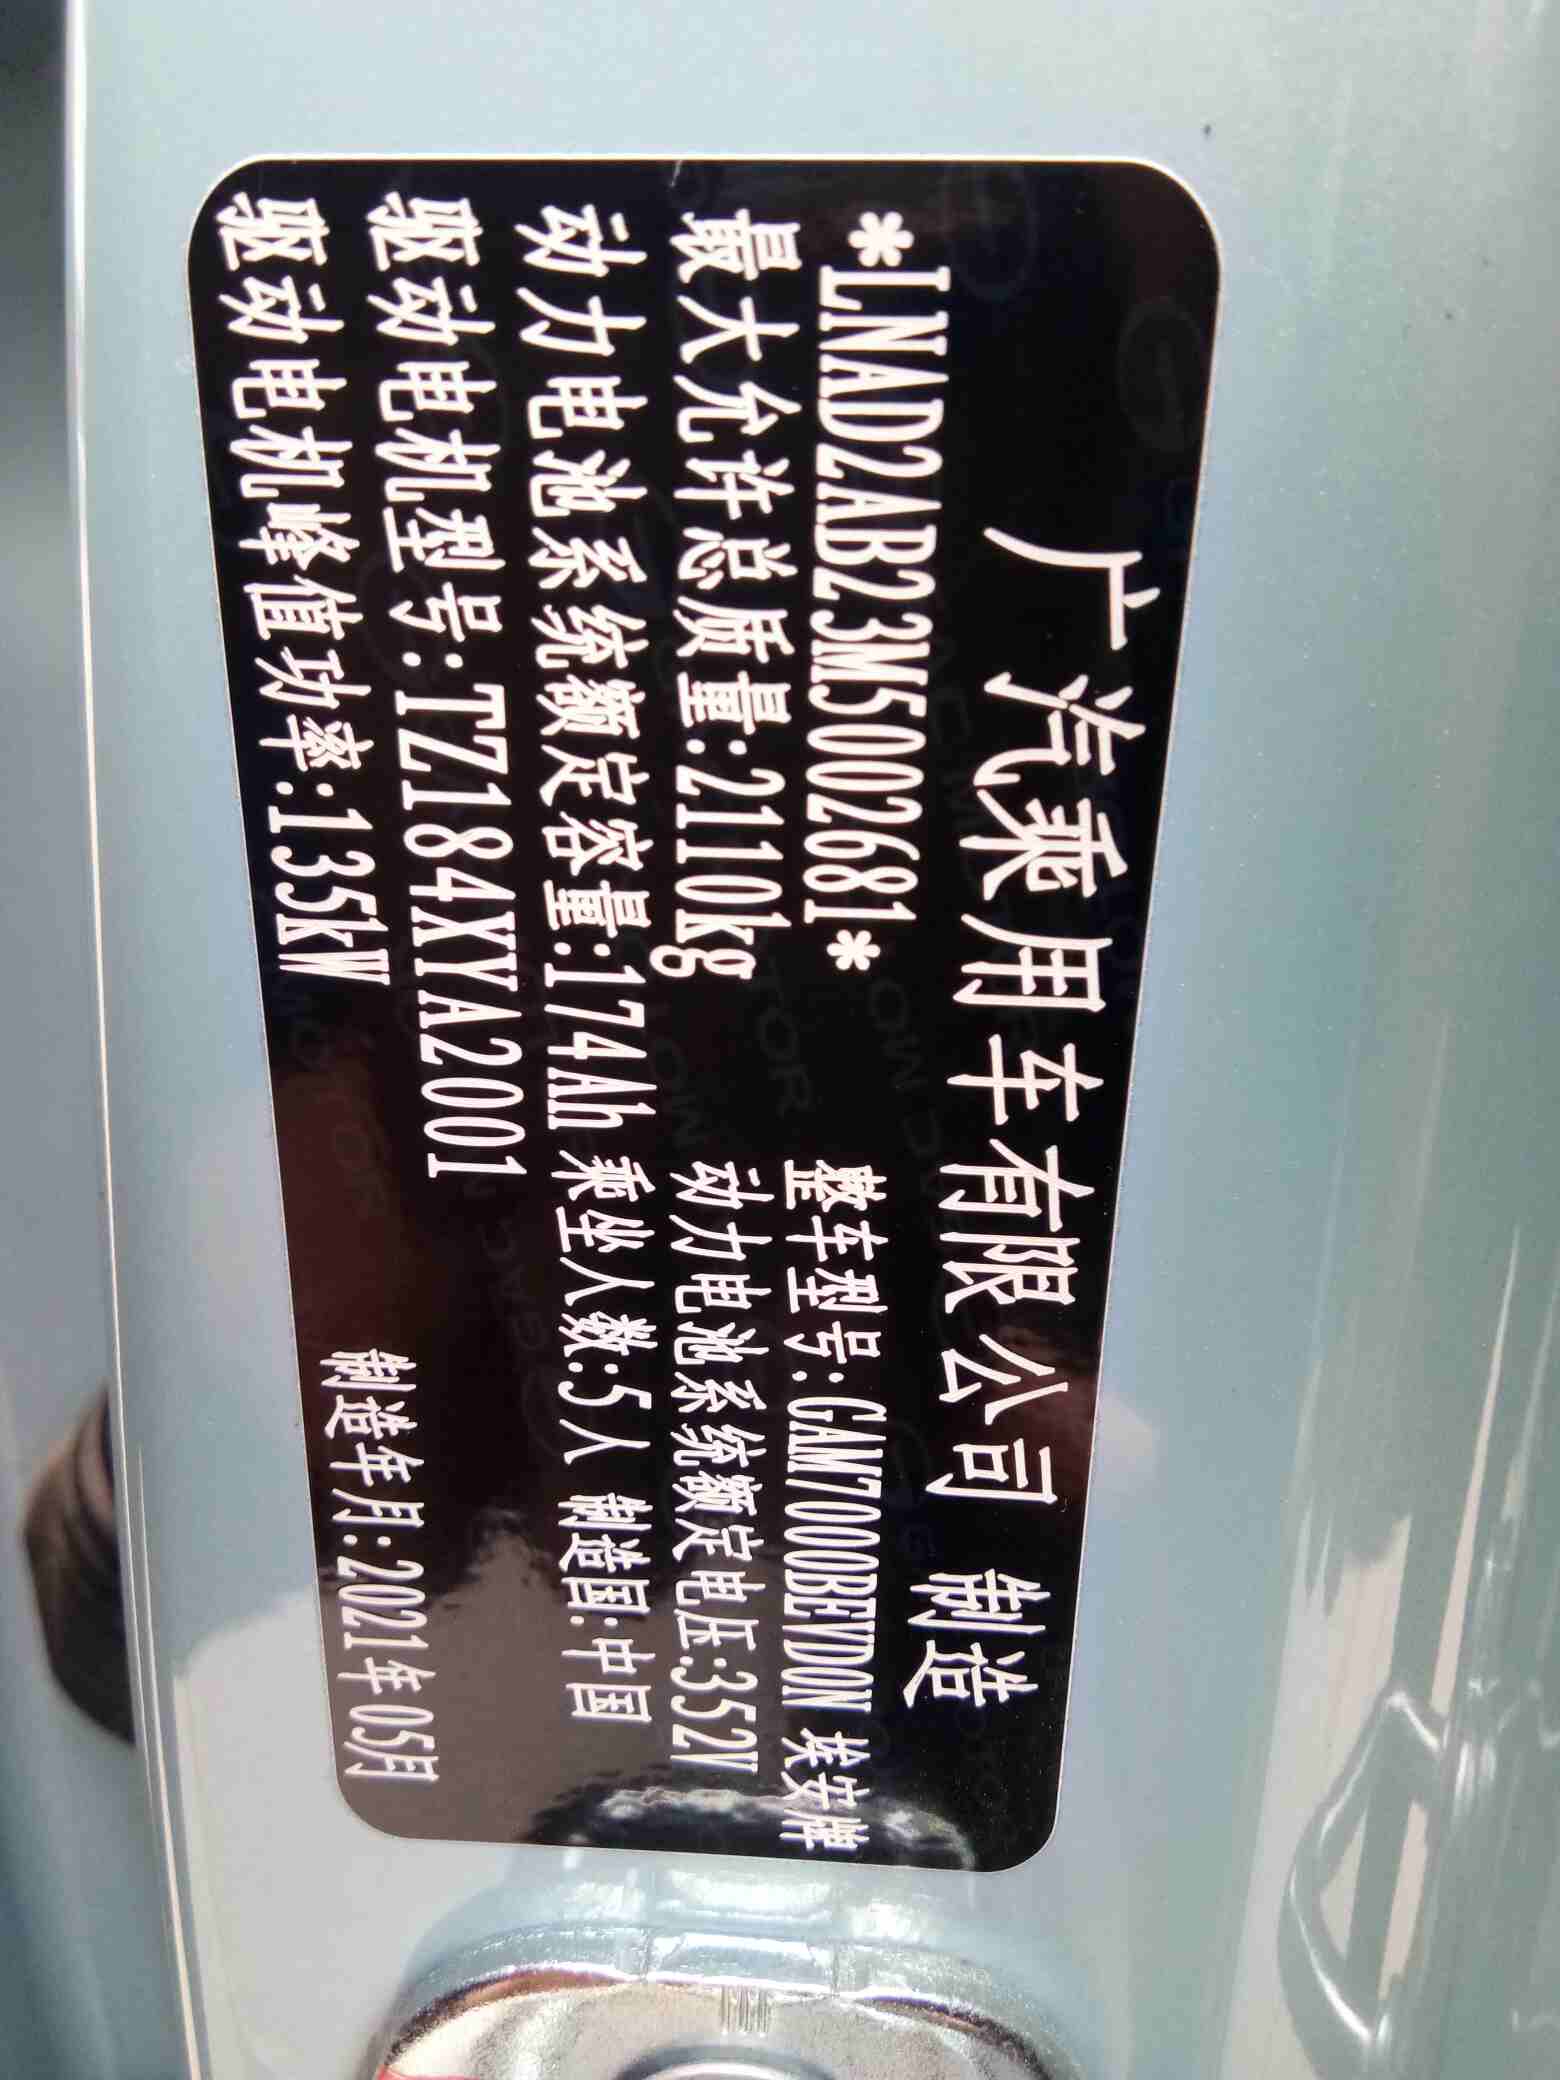 广汽乘用车有限公司 制造
*LNAD2AB23M5002681* 整车型号:GAM7000BEVD0N 埃安牌
最大允许总质量:2110kg 动力电池系统额定电压:352V
动力电池系统额定容量:174Ah 乘坐人数:5人 制造国:中国
驱动电机型号:TZ184XYA2001
驱动电机峰值功率:135kW 制造年月:2021年05月